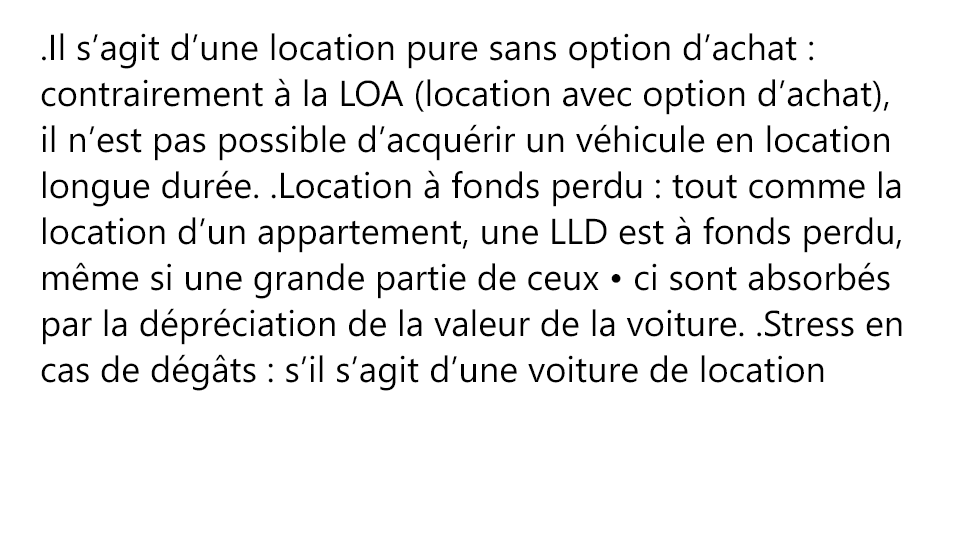 .Il s’agit d’une location pure sans option d’achat :
contrairement à la LOA (location avec option d’achat),
il n’est pas possible d’acquérir un véhicule en location
longue durée. .Location à fonds perdu : tout comme la
location d’un appartement, une LLD est à fonds perdu,
même si une grande partie de ceux • ci sont absorbés
par la dépréciation de la valeur de la voiture. .Stress en
cas de dégâts : s’il s’agit d’une voiture de location